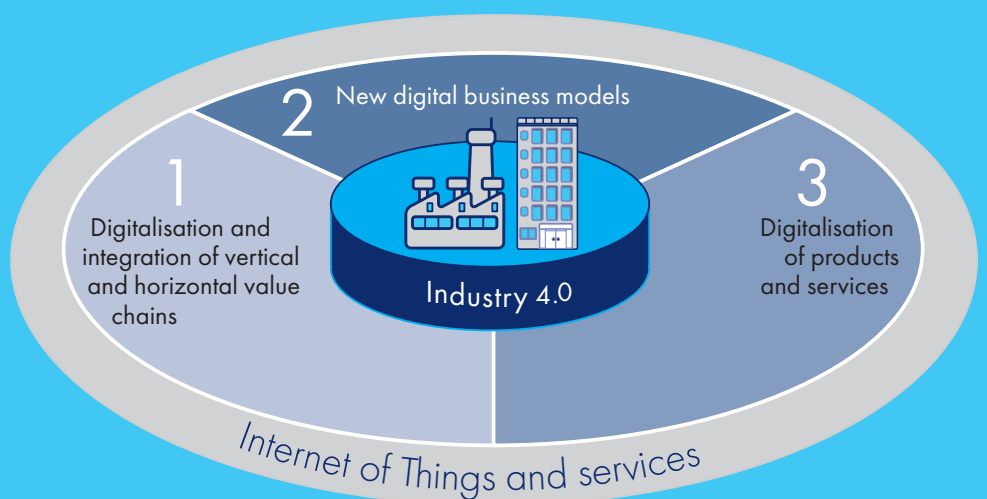 2
New digital business models
1
Digitalisation and
integration of vertical
and horizontal value
chains
3
Digitalisation
of products
and services
Industry 4.0
Internet of Things and services